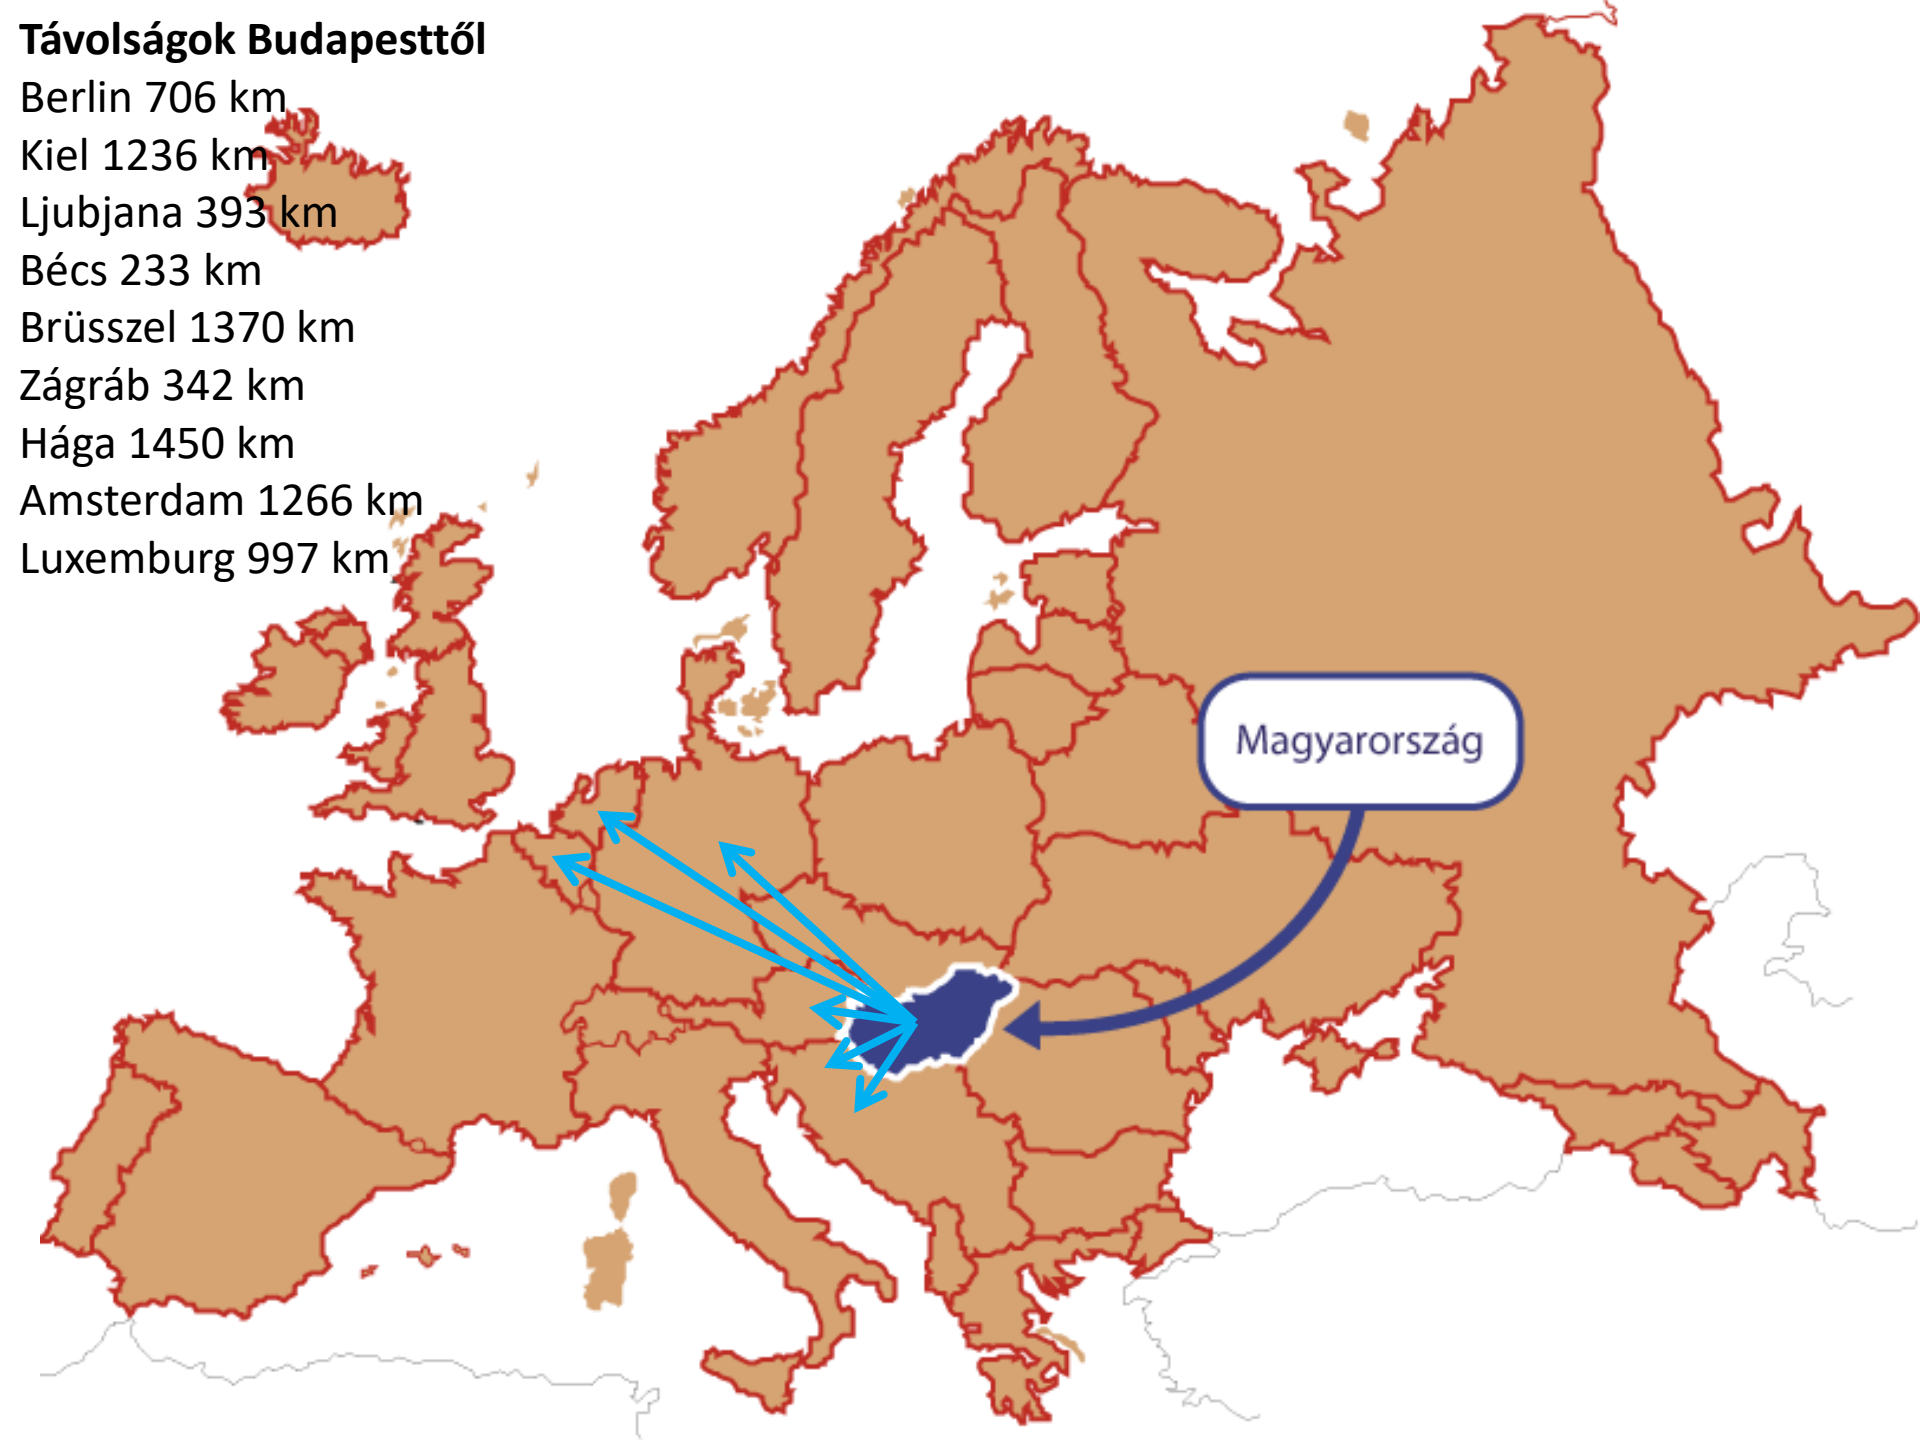 Távolságok Budapesttől
Berlin 706 km
Kiel 1236 km
Ljubjana 393 km
Bécs 233 km
Brüsszel 1370 km
Zágráb 342 km
Hága 1450 km
Amsterdam 1266 km
Luxemburg 997 km
Magyarország